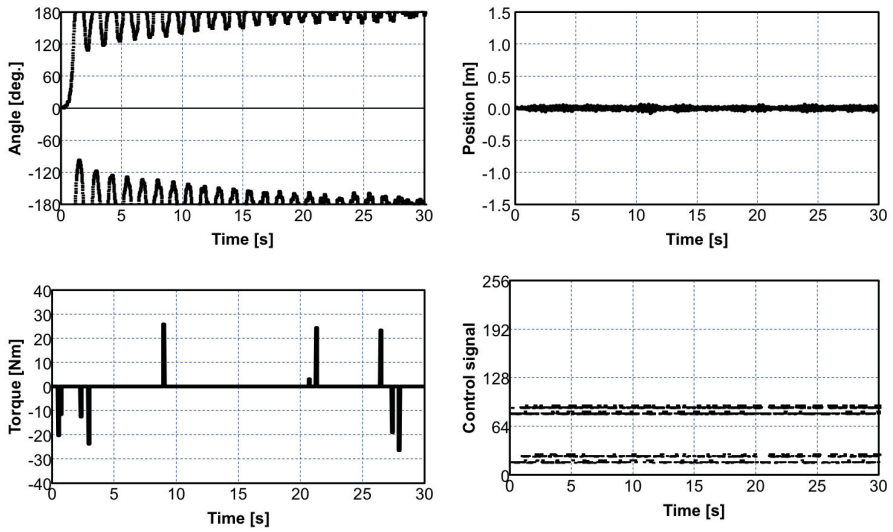 180
120
60
0
-60
-120
-180
Angle [deg.]
0 5 10 15 20 25 30
Time [s]
1.5
1.0
0.5
0.0
-0.5
-1.0
-1.5
Position [m]
0 5 10 15 20 25 30
Time [s]
40
30
20
10
0
-10
-20
-30
-40
Torque [Nm]
0 5 10 15 20 25 30
Time [s]
256
192
128
64
0
Control signal
0 5 10 15 20 25 30
Time [s]